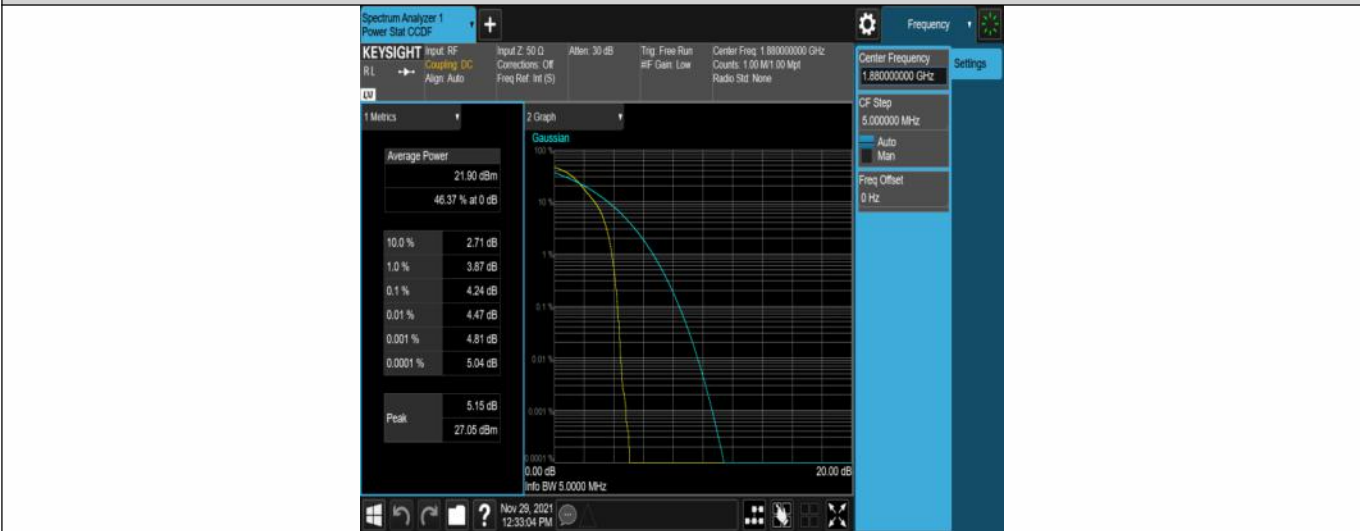 Spectrum Analyzer 1
Power Stat CCDF
+
Frequency
KEYSIGHT
Input: RF
Coupling: DC
Align: Auto
RL
LXI
Input Z: 50 Ω
Corrections: Off
Freq Ref: Int (S)
Atten: 30 dB
Trig: Free Run
#IF Gain: Low
Center Freq: 1.880000000 GHz
Counts: 1.00 M/1.00 Mpt
Radio Std: None
Center Frequency
1.880000000 GHz
Settings
CF Step
5.000000 MHz
Auto
Man
Freq Offset
0 Hz
1 Metrics
Average Power
21.90 dBm
46.37 % at 0 dB
10.0 % 2.71 dB
1.0 % 3.87 dB
0.1 % 4.24 dB
0.01 % 4.47 dB
0.001 % 4.81 dB
0.0001 % 5.04 dB
Peak
5.15 dB
27.05 dBm
2 Graph
Gaussian
100 %
10 %
1 %
0.1 %
0.01 %
0.001 %
0.0001 %
0.00 dB 20.00 dB
Info BW 5.0000 MHz
?
Nov 29, 2021
12:33:04 PM